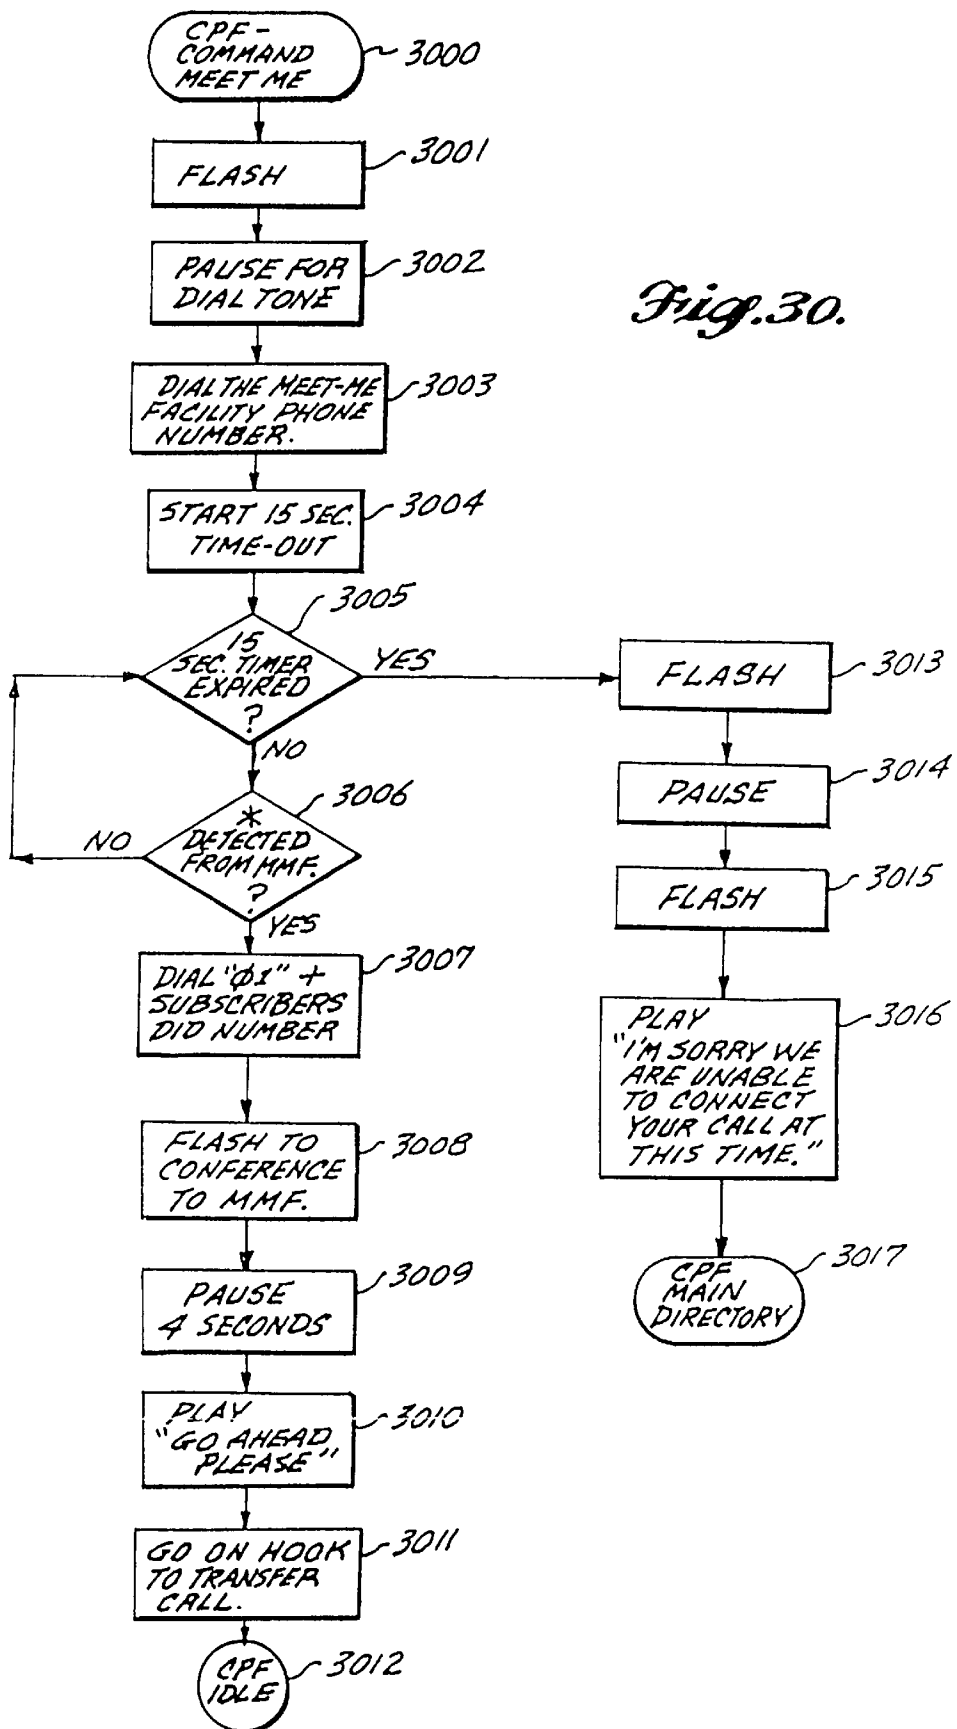 CPF-
COMMAND
MEET ME
3000
FLASH
3001
PAUSE FOR
DIAL TONE
3002
Fig. 30.
DIAL THE MEET-ME
FACILITY PHONE
NUMBER.
3003
START 15 SEC.
TIME-OUT
3004
15
SEC. TIMER
EXPIRED
?
3005
YES
NO
*
DETECTED
FROM MMF.
?
3006
NO
YES
DIAL "Ø1" +
SUBSCRIBERS
DID NUMBER
3007
FLASH TO
CONFERENCE
TO MMF.
3008
PAUSE
4 SECONDS
3009
PLAY
"GO AHEAD
PLEASE"
3010
GO ON HOOK
TO TRANSFER
CALL.
3011
CPF
IDLE
3012
FLASH
3013
PAUSE
3014
FLASH
3015
PLAY
"I'M SORRY WE
ARE UNABLE
TO CONNECT
YOUR CALL AT
THIS TIME."
3016
CPF
MAIN
DIRECTORY
3017